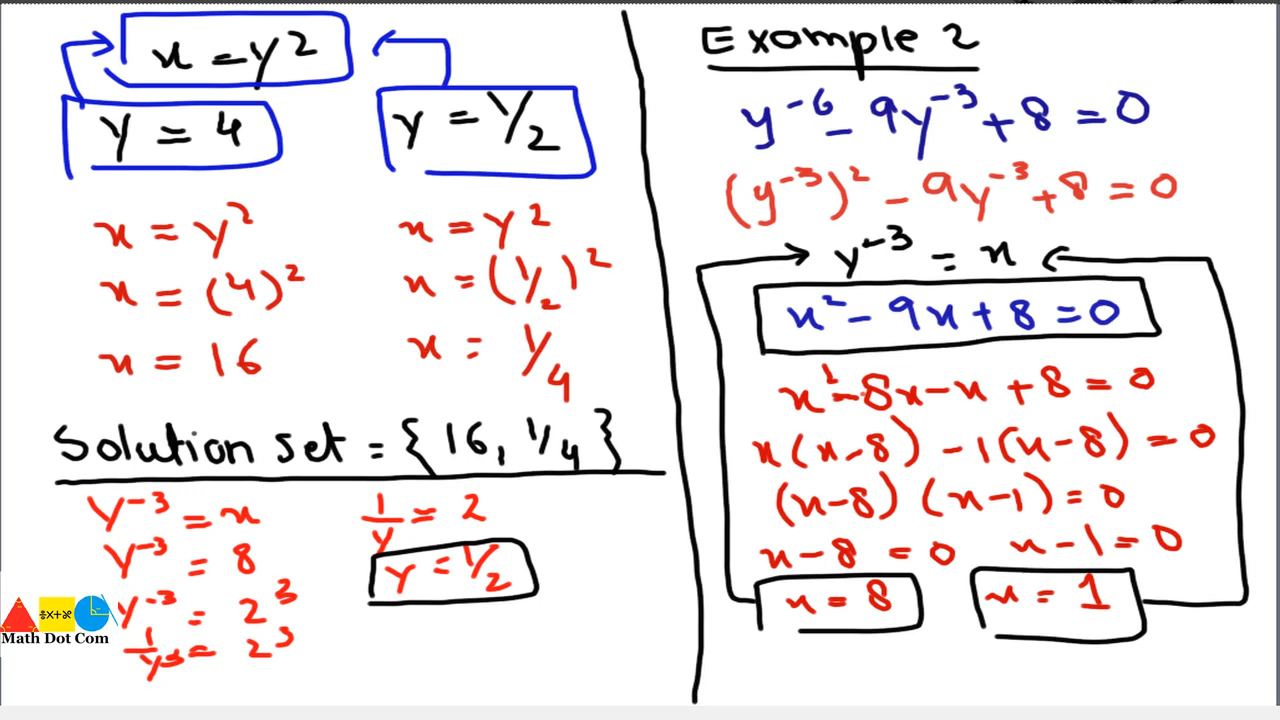 x = y²
y = 4
y = 1/2
x = y²
x = (4)²
x = 16
x = y²
x = (1/2)²
x = 1/4
Solution set = {16, 1/4}
y⁻³ = x
y⁻³ = 8
y⁻³ = 2³
1/y³ = 2³
1/y = 2
y = 1/2
Example 2
y⁻⁶ - 9y⁻³ + 8 = 0
(y⁻³)² - 9y⁻³ + 8 = 0
y⁻³ = x
x² - 9x + 8 = 0
x² - 8x - x + 8 = 0
x(x-8) - 1(x-8) = 0
(x-8) (x-1) = 0
x - 8 = 0
x - 1 = 0
x = 8
x = 1
Math Dot Com